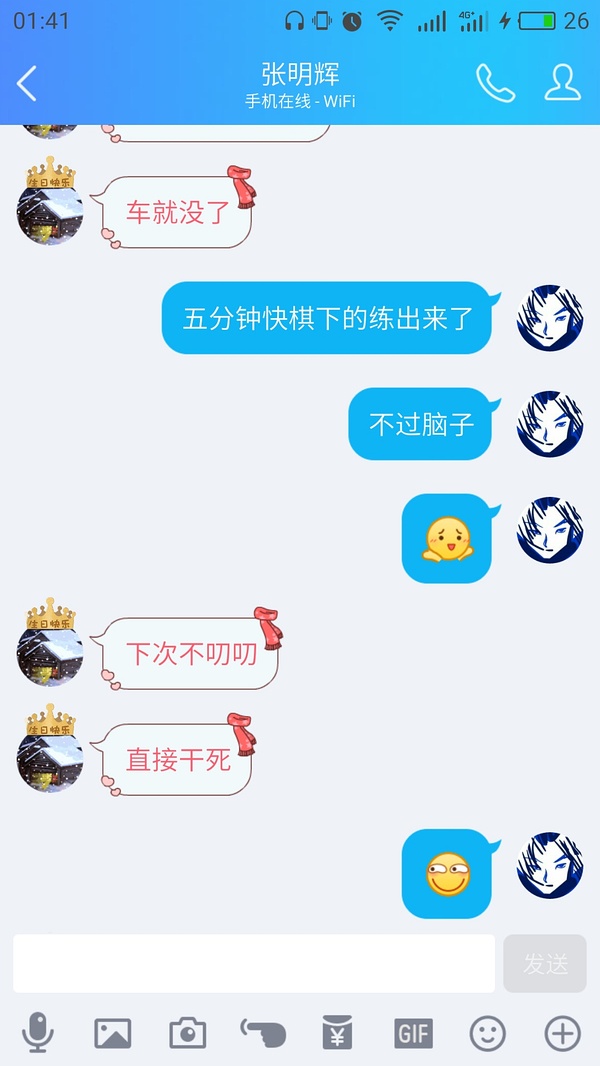 01:41
4G+
26
张明辉
手机在线 - WiFi
生日快乐
车就没了
五分钟快棋下的练出来了
不过脑子
生日快乐
下次不叨叨
生日快乐
直接干死
发送
¥
GIF